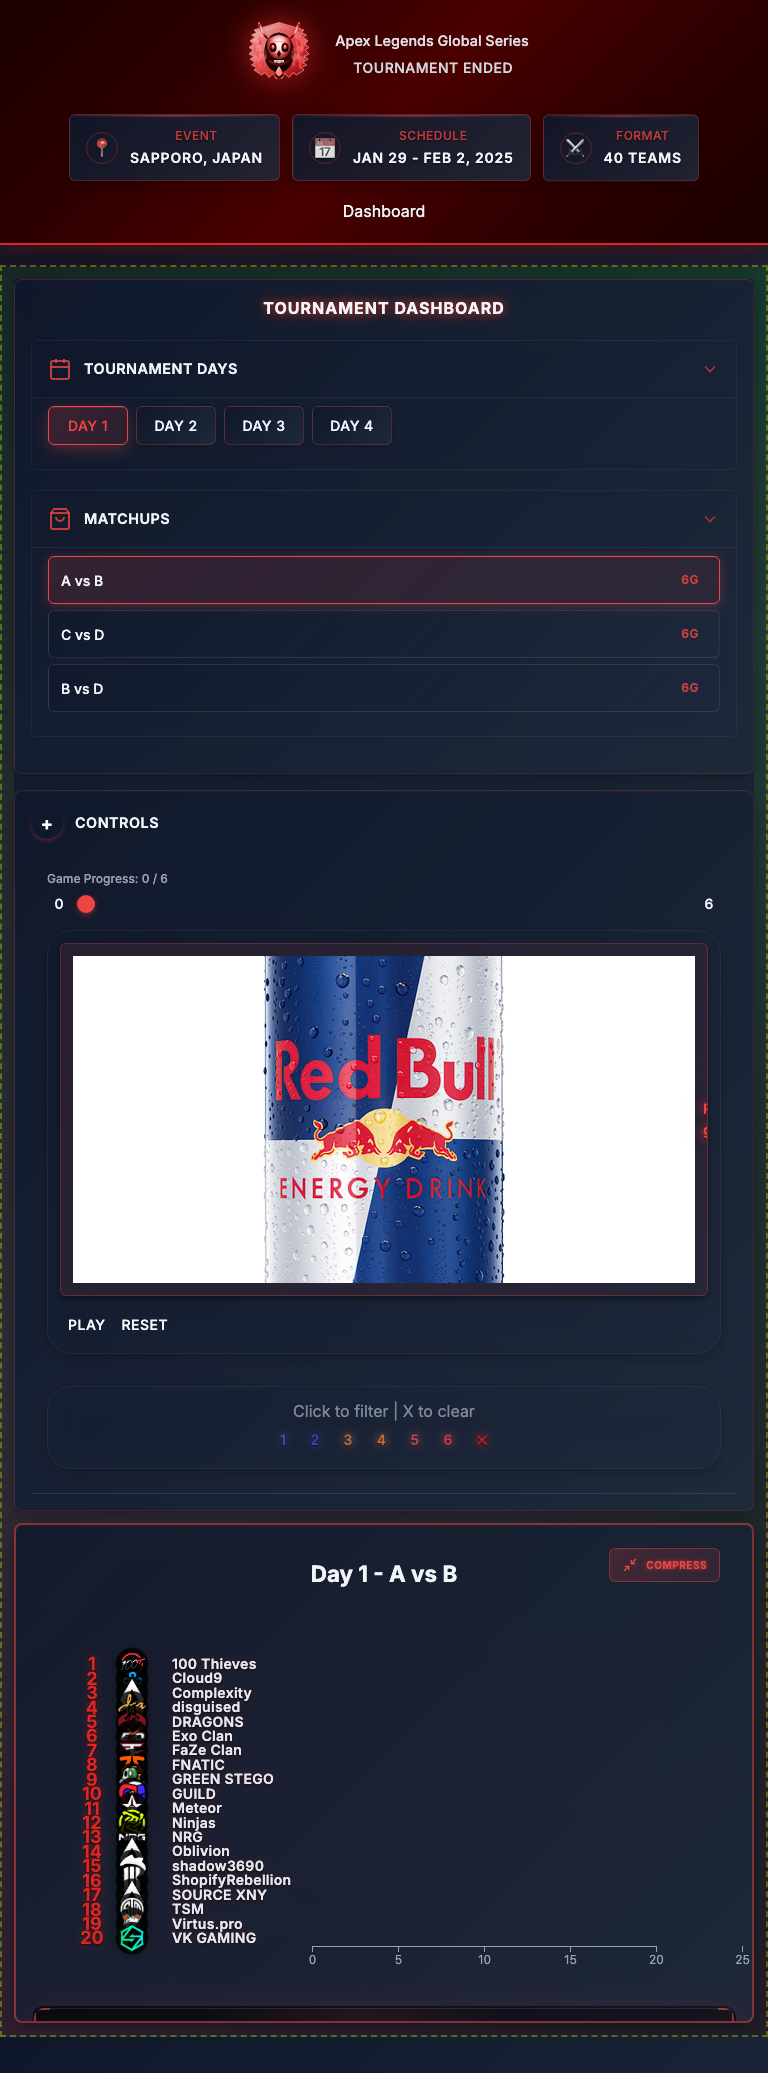 Apex Legends Global Series
TOURNAMENT ENDED
EVENT
SAPPORO, JAPAN
SCHEDULE
JAN 29 - FEB 2, 2025
FORMAT
40 TEAMS
Dashboard
TOURNAMENT DASHBOARD
TOURNAMENT DAYS
DAY 1
DAY 2
DAY 3
DAY 4
MATCHUPS
A vs B 6G
C vs D 6G
B vs D 6G
+ CONTROLS
Game Progress: 0 / 6
0 6
Red Bull
ENERGY DRINK
PLAY RESET
Click to filter | X to clear
1 2 3 4 5 6 ×
Day 1 - A vs B
COMPRESS
1 100 Thieves
2 Cloud9
3 Complexity
4 disguised
5 DRAGONS
6 Exo Clan
7 FaZe Clan
8 FNATIC
9 GREEN STEGO
10 GUILD
11 Meteor
12 Ninjas
13 NRG
14 Oblivion
15 shadow3690
16 ShopifyRebellion
17 SOURCE XNY
18 TSM
19 Virtus.pro
20 VK GAMING
0 5 10 15 20 25